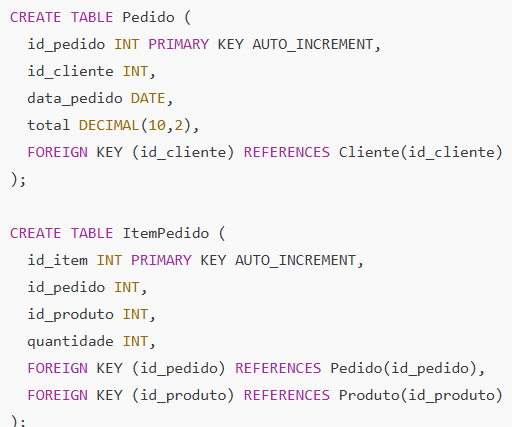 CREATE TABLE Pedido (
  id_pedido INT PRIMARY KEY AUTO_INCREMENT,
  id_cliente INT,
  data_pedido DATE,
  total DECIMAL(10,2),
  FOREIGN KEY (id_cliente) REFERENCES Cliente(id_cliente)
);

CREATE TABLE ItemPedido (
  id_item INT PRIMARY KEY AUTO_INCREMENT,
  id_pedido INT,
  id_produto INT,
  quantidade INT,
  FOREIGN KEY (id_pedido) REFERENCES Pedido(id_pedido),
  FOREIGN KEY (id_produto) REFERENCES Produto(id_produto)
);